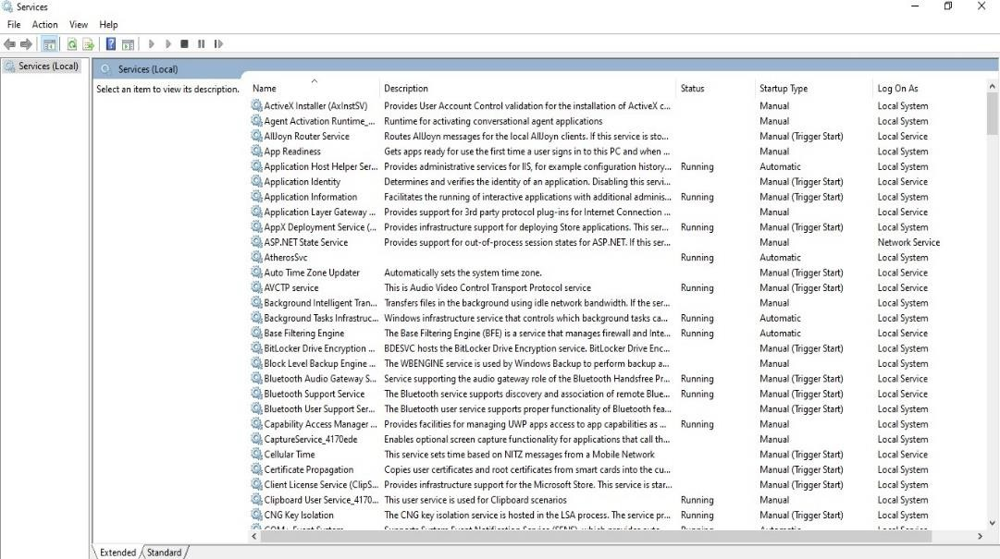 Services
File Action View Help
Services (Local)
Services (Local)
Select an item to view its description.
Name Description Status Startup Type Log On As
ActiveX Installer (AxInstSV) Provides User Account Control validation for the installation of ActiveX c... Manual Local System
Agent Activation Runtime_... Runtime for activating conversational agent applications Manual Local System
AllJoyn Router Service Routes AllJoyn messages for the local AllJoyn clients. If this service is sto... Manual (Trigger Start) Local Service
App Readiness Gets apps ready for use the first time a user signs in to this PC and when ... Manual Local System
Application Host Helper Ser... Provides administrative services for IIS, for example configuration history... Running Automatic Local System
Application Identity Determines and verifies the identity of an application. Disabling this servi... Manual (Trigger Start) Local Service
Application Information Facilitates the running of interactive applications with additional adminis... Running Manual (Trigger Start) Local System
Application Layer Gateway ... Provides support for 3rd party protocol plug-ins for Internet Connection ... Manual Local Service
AppX Deployment Service (... Provides infrastructure support for deploying Store applications. This ser... Running Manual (Trigger Start) Local System
ASP.NET State Service Provides support for out-of-process session states for ASP.NET. If this ser... Manual Network Service
AtherosSvc Running Automatic Local System
Auto Time Zone Updater Automatically sets the system time zone. Manual (Trigger Start) Local Service
AVCTP service This is Audio Video Control Transport Protocol service Running Manual (Trigger Start) Local Service
Background Intelligent Tran... Transfers files in the background using idle network bandwidth. If the ser... Manual Local System
Background Tasks Infrastruc... Windows infrastructure service that controls which background tasks ca... Running Automatic Local System
Base Filtering Engine The Base Filtering Engine (BFE) is a service that manages firewall and Inte... Running Automatic Local Service
BitLocker Drive Encryption ... BDESVC hosts the BitLocker Drive Encryption service. BitLocker Drive Enc... Manual (Trigger Start) Local System
Block Level Backup Engine ... The WBENGINE service is used by Windows Backup to perform backup a... Manual Local System
Bluetooth Audio Gateway S... Service supporting the audio gateway role of the Bluetooth Handsfree Pr... Running Manual (Trigger Start) Local Service
Bluetooth Support Service The Bluetooth service supports discovery and association of remote Blue... Running Manual (Trigger Start) Local Service
Bluetooth User Support Ser... The Bluetooth user service supports proper functionality of Bluetooth fea... Manual (Trigger Start) Local System
Capability Access Manager ... Provides facilities for managing UWP apps access to app capabilities as ... Running Manual Local System
CaptureService_4170ede Enables optional screen capture functionality for applications that call th... Manual Local System
Cellular Time This service sets time based on NITZ messages from a Mobile Network Manual (Trigger Start) Local Service
Certificate Propagation Copies user certificates and root certificates from smart cards into the cu... Manual (Trigger Start) Local System
Client License Service (ClipS... Provides infrastructure support for the Microsoft Store. This service is star... Manual (Trigger Start) Local System
Clipboard User Service_4170... This user service is used for Clipboard scenarios Running Manual Local System
CNG Key Isolation The CNG key isolation service is hosted in the LSA process. The service pr... Running Manual (Trigger Start) Local System
Extended Standard